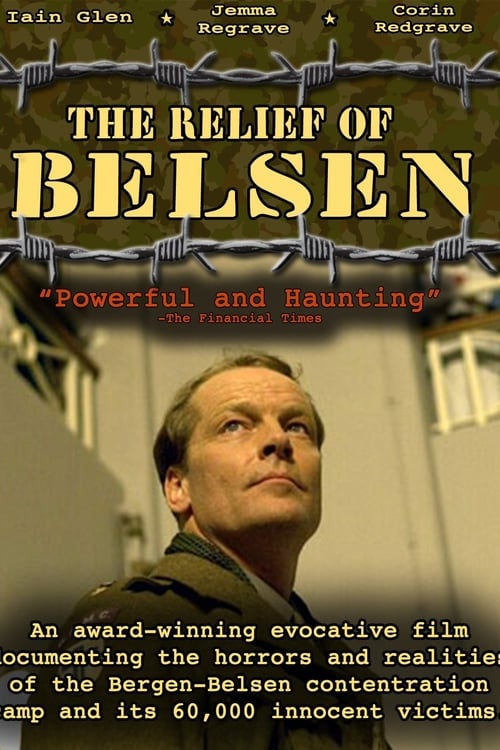 Iain Glen ★ Jemma Regrave ★ Corin Redgrave
THE RELIEF OF
BELSEN
“Powerful and Haunting”
-The Financial Times
An award-winning evocative film
documenting the horrors and realities
of the Bergen-Belsen contentration
camp and its 60,000 innocent victims